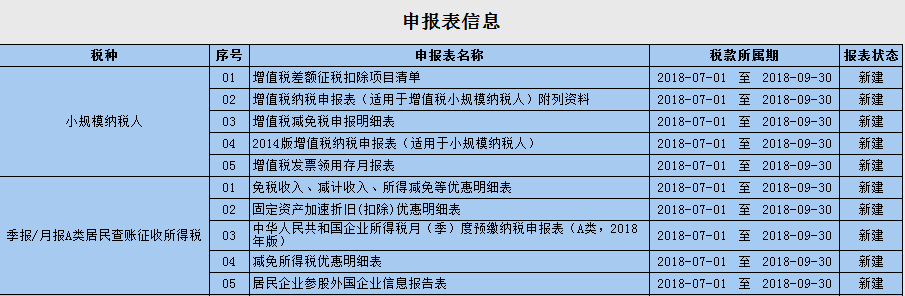 申报表信息
税种 序号 申报表名称 税款所属期 报表状态
小规模纳税人
01 增值税差额征税扣除项目清单 2018-07-01 至 2018-09-30 新建
02 增值税纳税申报表（适用于增值税小规模纳税人）附列资料 2018-07-01 至 2018-09-30 新建
03 增值税减免税申报明细表 2018-07-01 至 2018-09-30 新建
04 2014版增值税纳税申报表（适用于小规模纳税人） 2018-07-01 至 2018-09-30 新建
05 增值税发票领用存月报表 2018-07-01 至 2018-09-30 新建
季报/月报A类居民查账征收所得税
01 免税收入、减计收入、所得减免等优惠明细表 2018-07-01 至 2018-09-30 新建
02 固定资产加速折旧(扣除)优惠明细表 2018-07-01 至 2018-09-30 新建
03 中华人民共和国企业所得税月（季）度预缴纳税申报表（A类，2018
年版） 2018-07-01 至 2018-09-30 新建
04 减免所得税优惠明细表 2018-07-01 至 2018-09-30 新建
05 居民企业参股外国企业信息报告表 2018-07-01 至 2018-09-30 新建